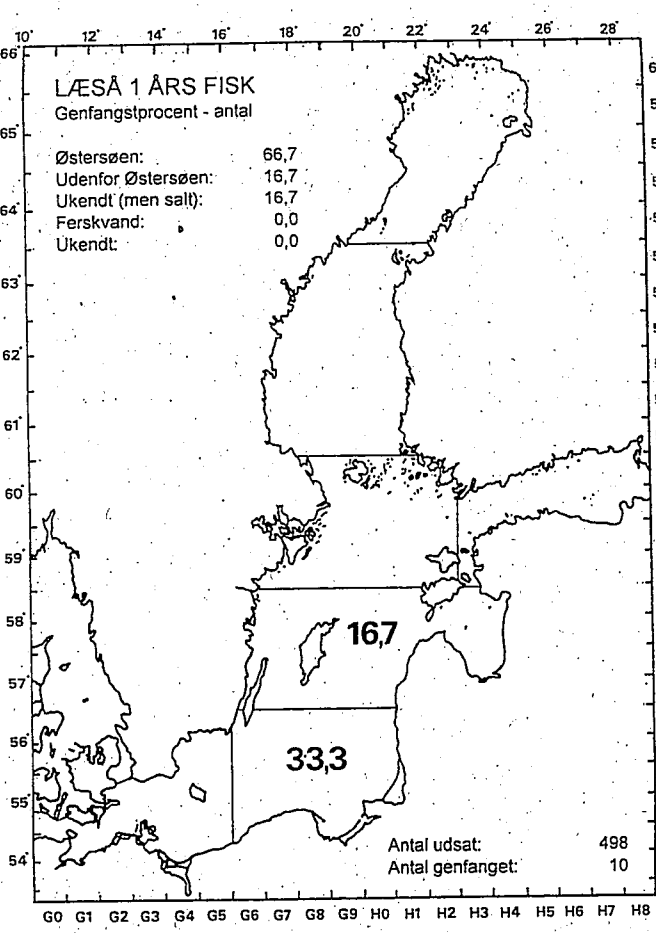 10° 12° 14° 16° 18° 20° 22° 24° 26° 28°
66°
LÆSÅ 1 ÅRS FISK
Genfangstprocent - antal
65°
Østersøen: 66,7
Udenfor Østersøen: 16,7
Ukendt (men salt): 16,7
64°
Ferskvand: 0,0
Ukendt: 0,0
63°
62°
61°
60°
59°
58°
16,7
57°
56°
33,3
55°
Antal udsat: 498
54°
Antal genfanget: 10
G0 G1 G2 G3 G4 G5 G6 G7 G8 G9 H0 H1 H2 H3 H4 H5 H6 H7 H8